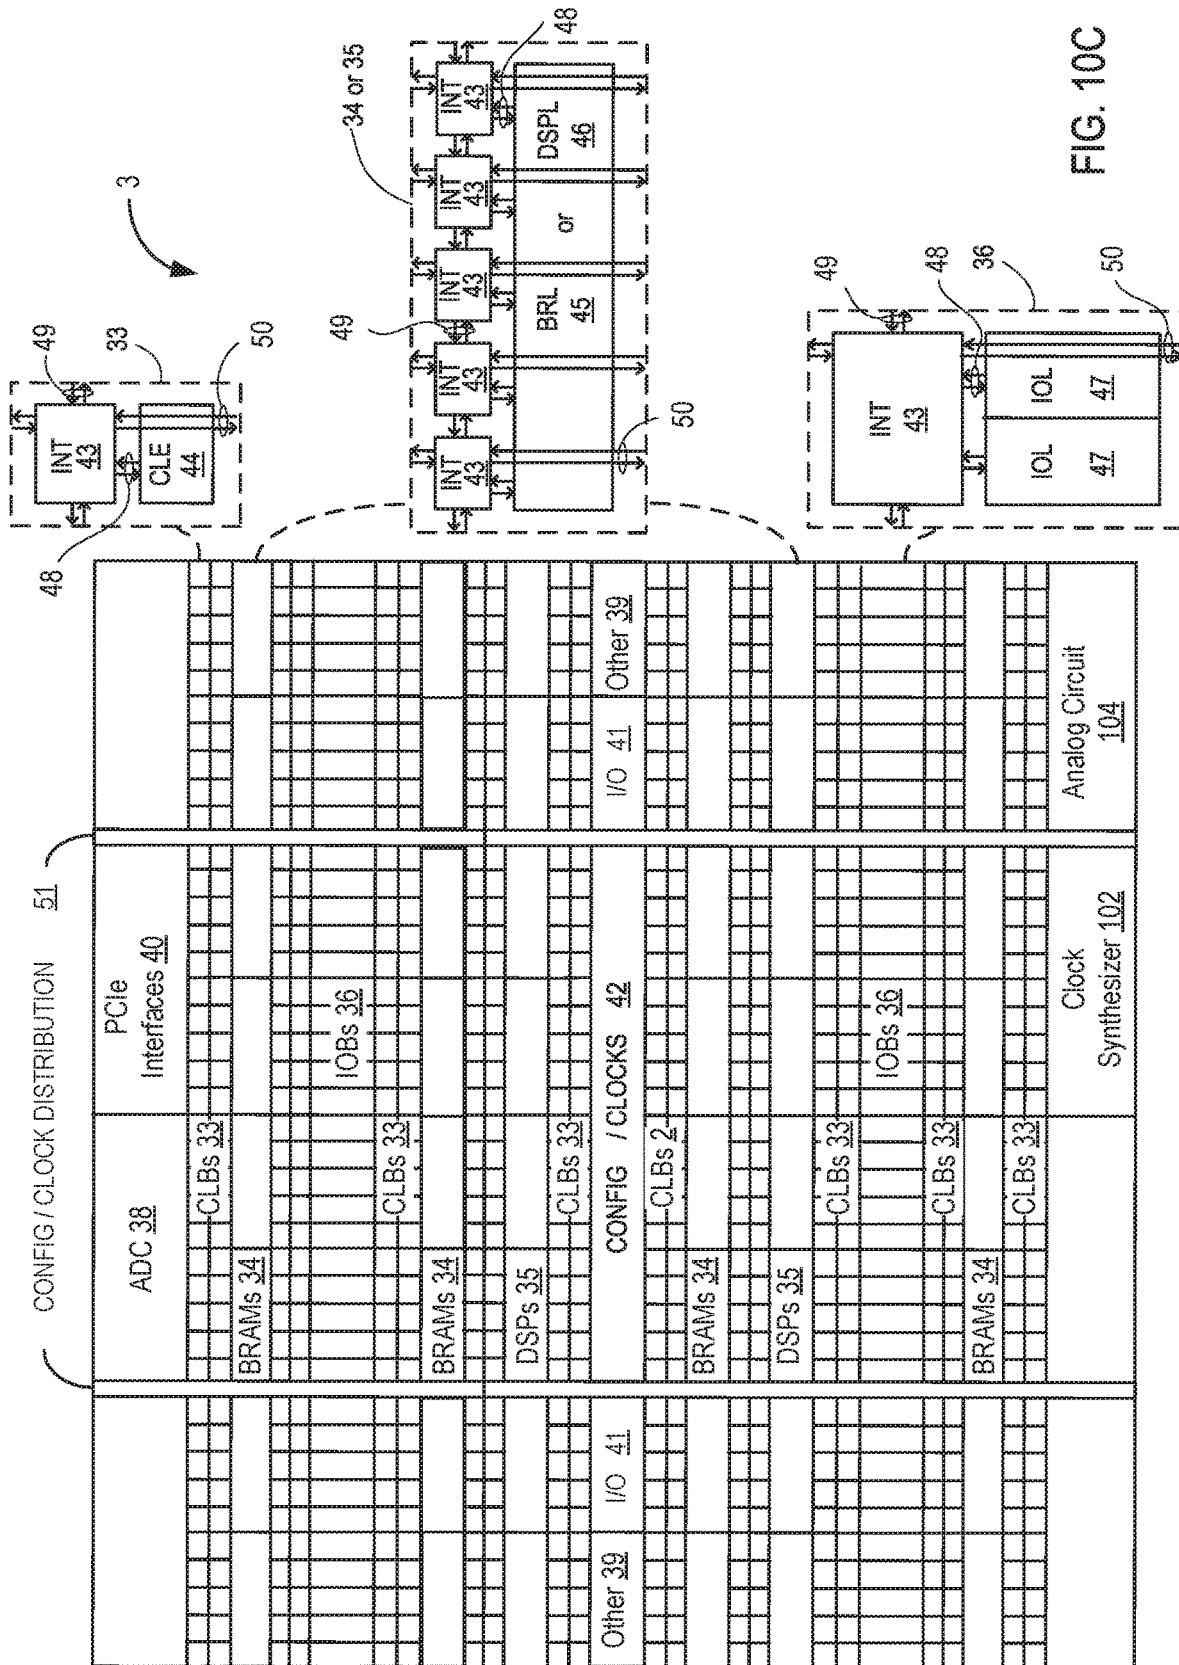 CONFIG / CLOCK DISTRIBUTION 51
ADC 38
PCIe
Interfaces 40
CLBs 33
BRAMs 34
IOBs 36
CLBs 33
BRAMs 34
DSPs 35
CLBs 33
Other 39
I/O 41
CONFIG / CLOCKS 42
I/O 41
Other 39
CLBs 2
BRAMs 34
DSPs 35
CLBs 33
IOBs 36
CLBs 33
BRAMs 34
CLBs 33
Clock
Synthesizer 102
Analog Circuit
104
3
48
49
33
50
INT
43
CLE
44
34 or 35
48
49
50
INT
43
INT
43
INT
43
INT
43
INT
43
BRL
45
or
DSPL
46
49
48
36
50
INT
43
IOL
47
IOL
47
FIG. 10C